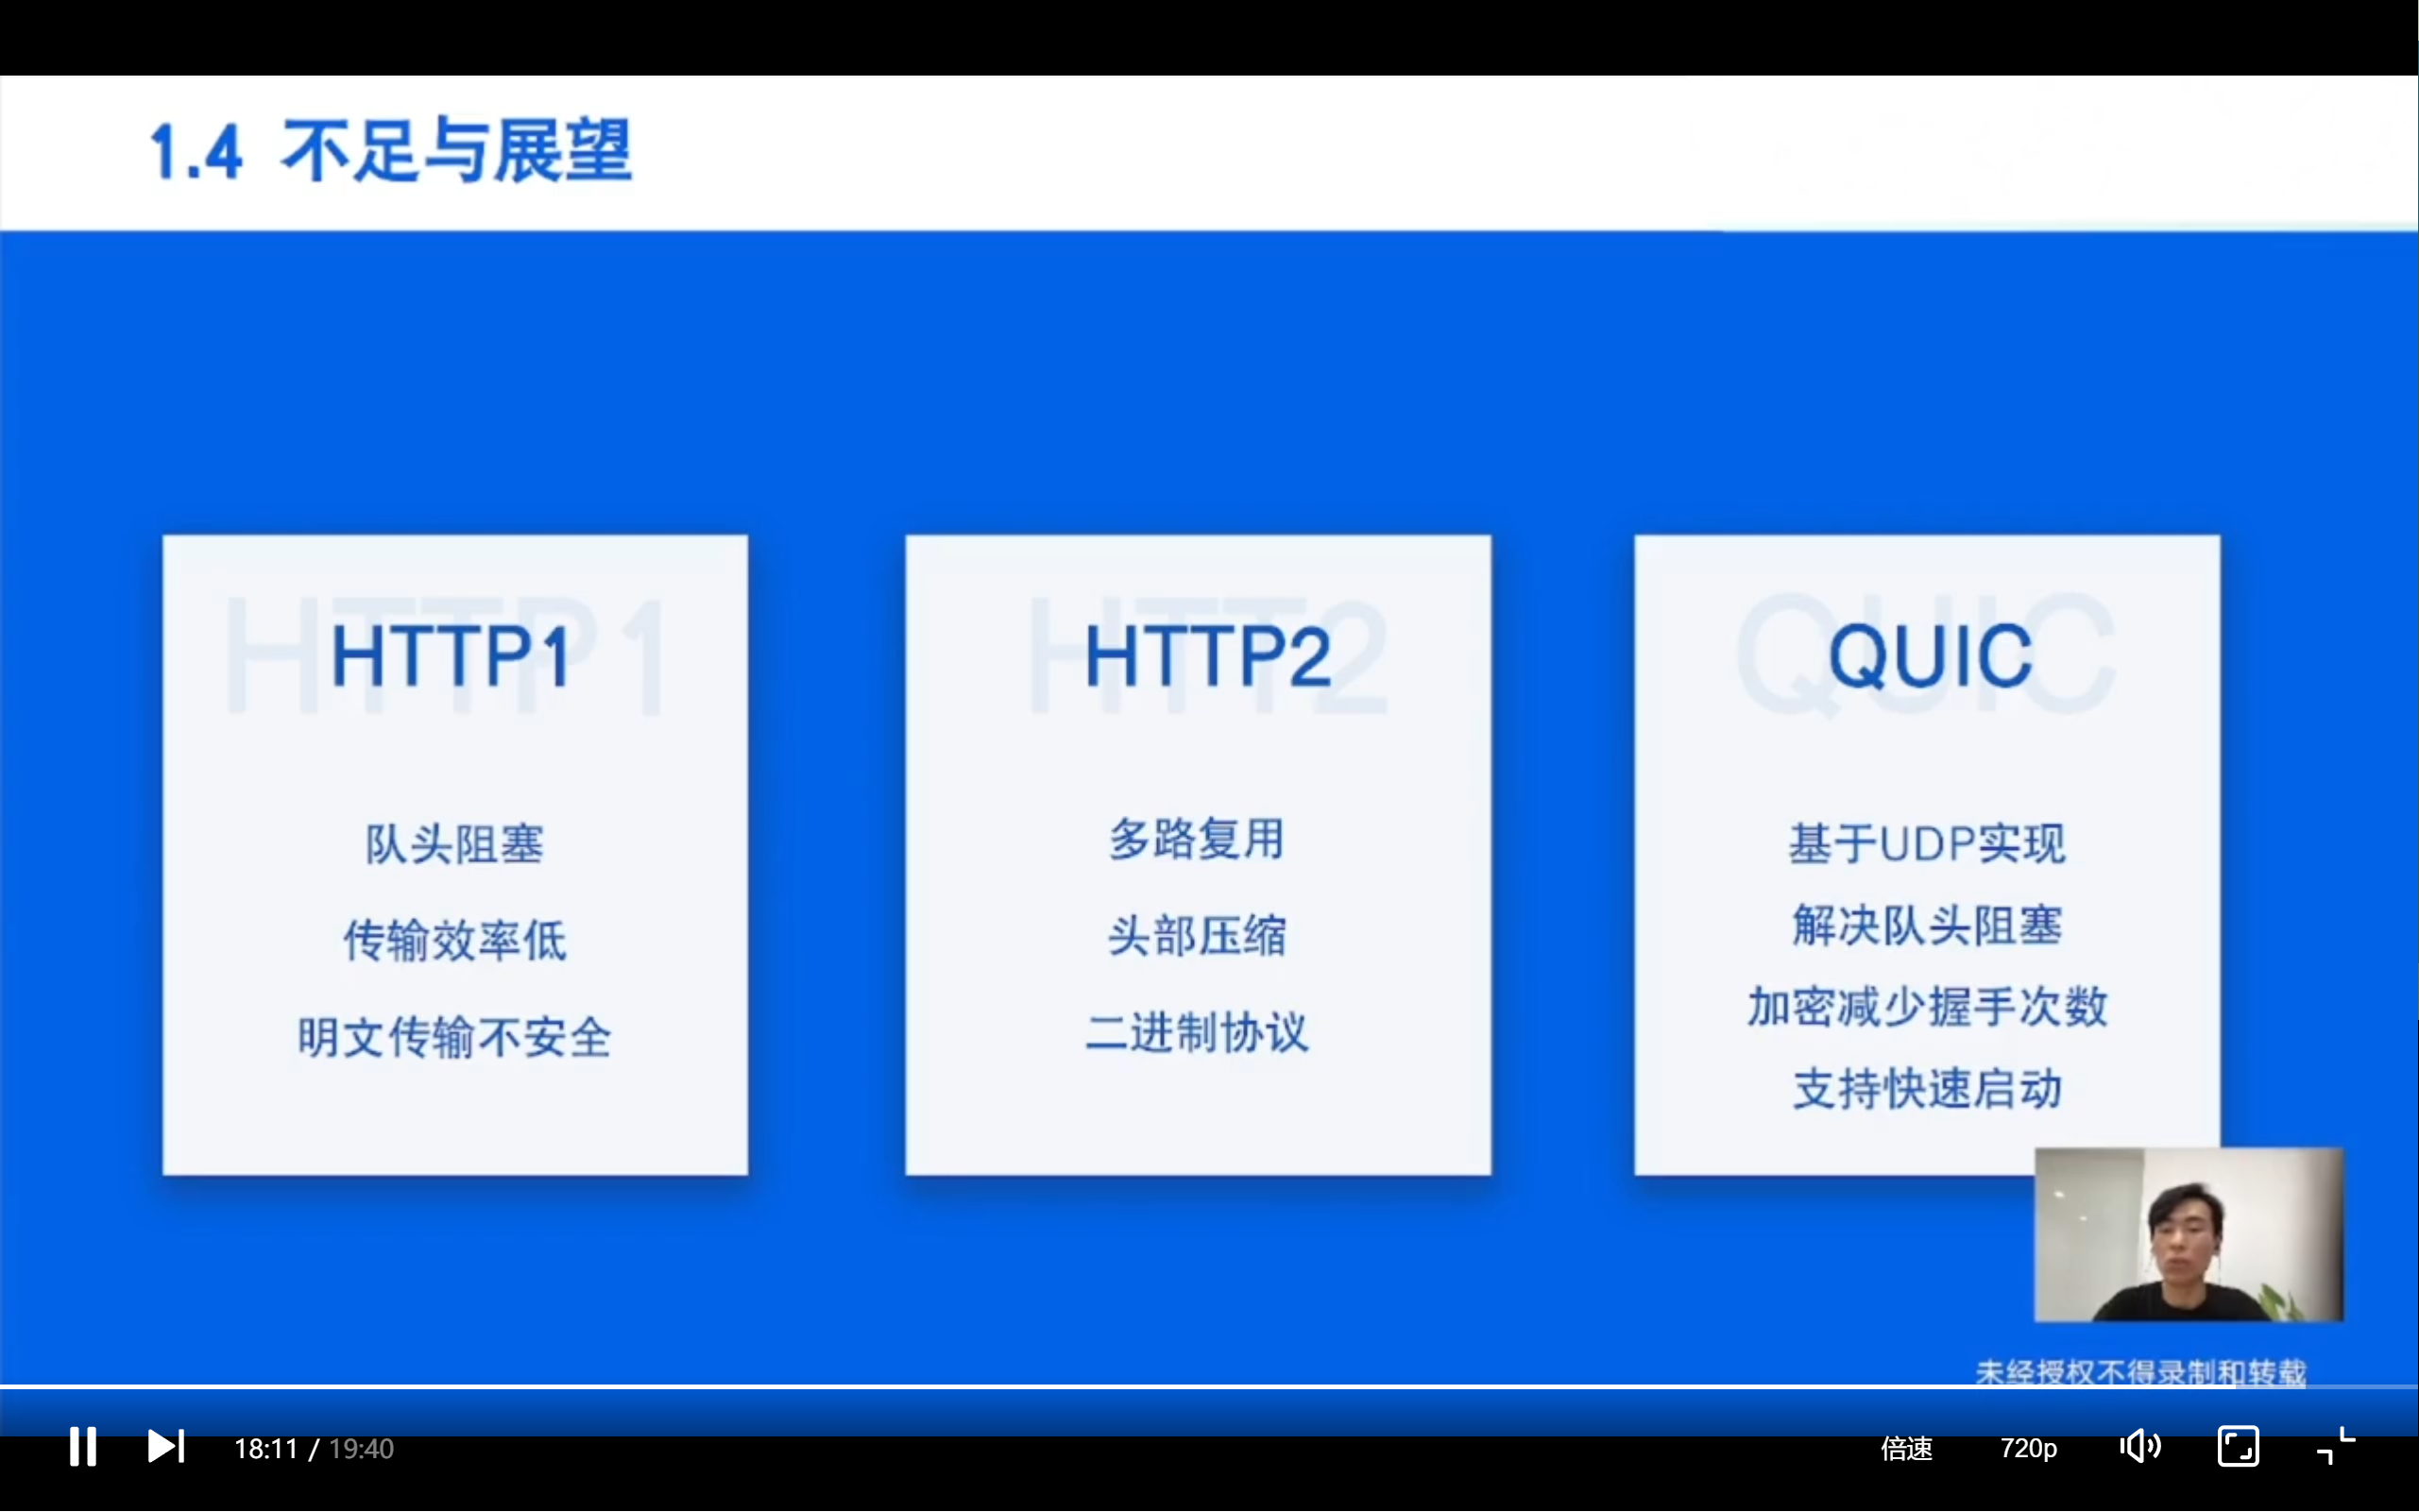 1.4 不足与展望
HTTP1
HTTP1
队头阻塞
传输效率低
明文传输不安全
HTT2
HTTP2
多路复用
头部压缩
二进制协议
QUIC
QUIC
基于UDP实现
解决队头阻塞
加密减少握手次数
支持快速启动
未经授权不得录制和转载
18:11 / 19:40
倍速
720p